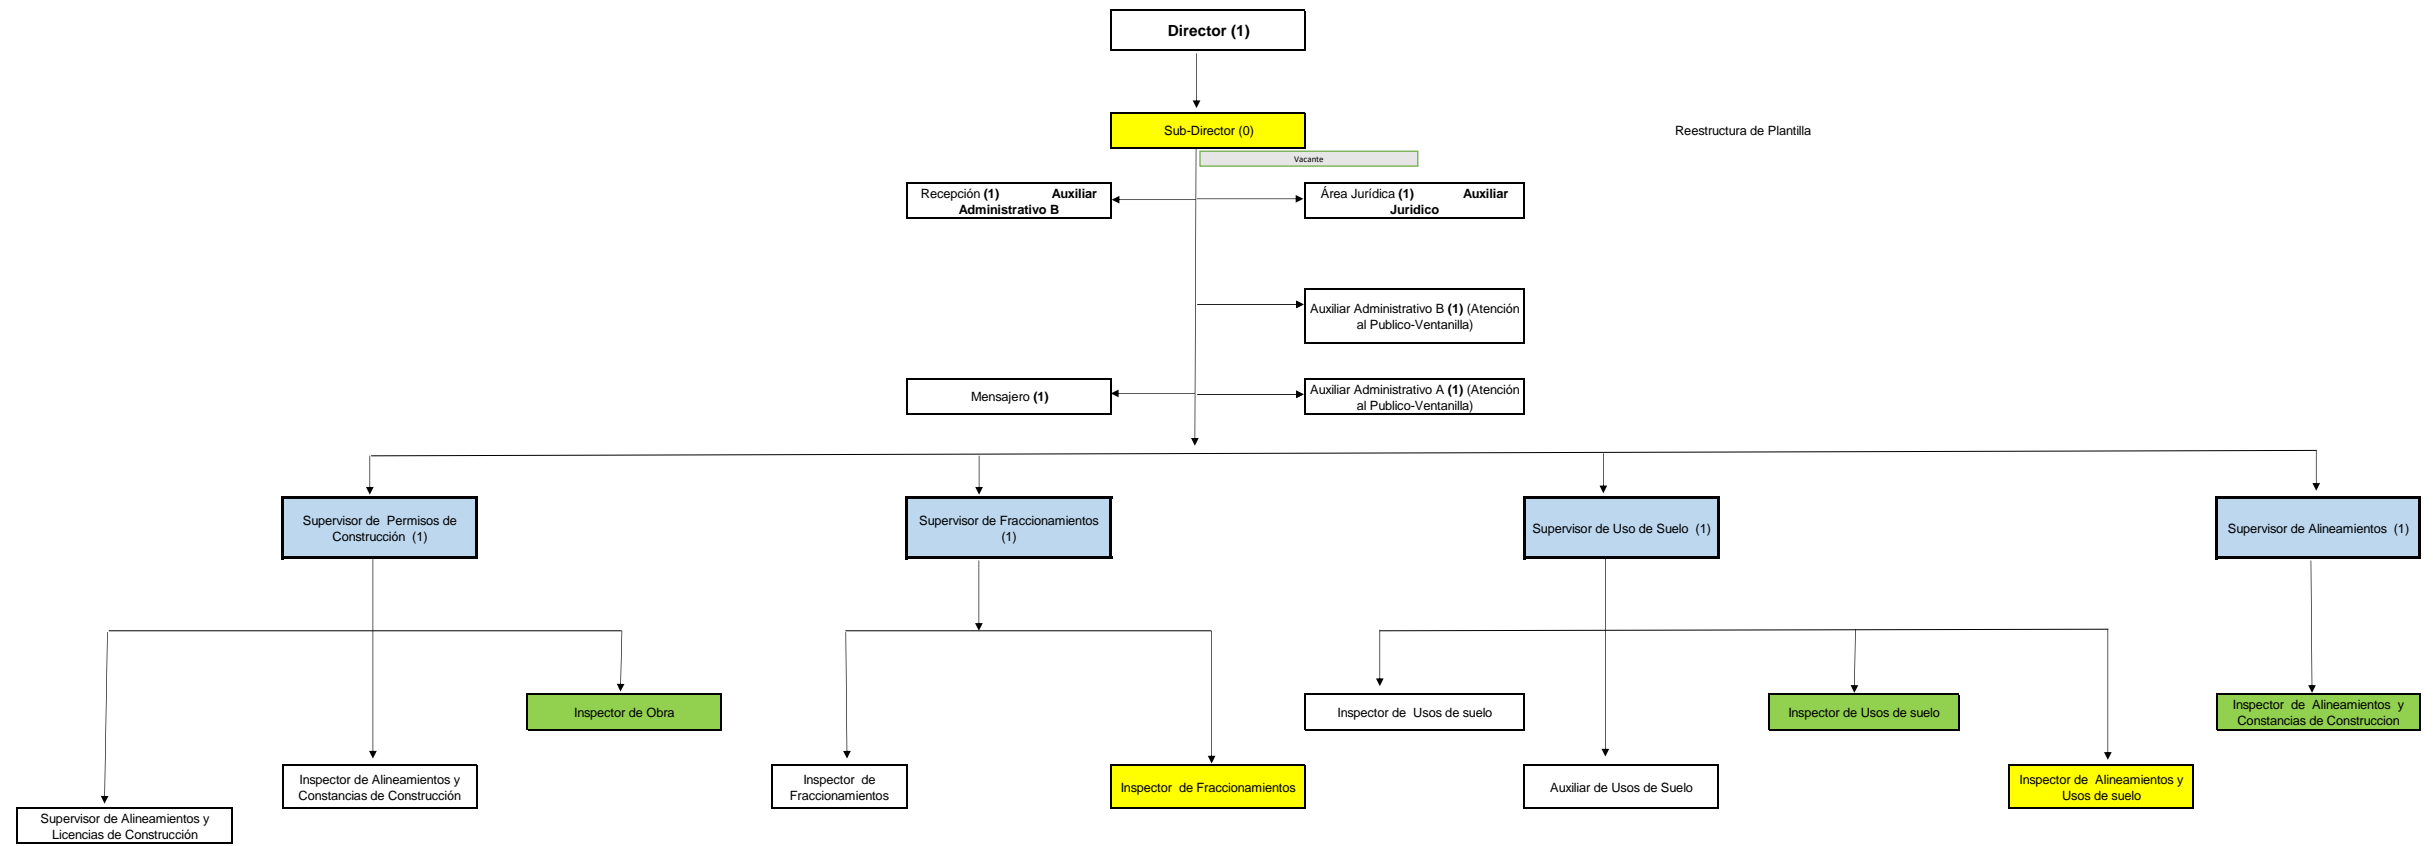 Director (1)
Sub-Director (0)
Reestructura de Plantilla
Vacante
Recepción (1) Auxiliar
Administrativo B
Área Jurídica (1) Auxiliar
Juridico
Auxiliar Administrativo B (1) (Atención
al Publico-Ventanilla)
Mensajero (1)
Auxiliar Administrativo A (1) (Atención
al Publico-Ventanilla)
Supervisor de Permisos de
Construcción (1)
Supervisor de Fraccionamientos
(1)
Supervisor de Uso de Suelo (1)
Supervisor de Alineamientos (1)
Inspector de Obra
Inspector de Usos de suelo
Inspector de Usos de suelo
Inspector de Alineamientos y
Constancias de Construccion
Inspector de Alineamientos y
Constancias de Construcción
Inspector de
Fraccionamientos
Inspector de Fraccionamientos
Auxiliar de Usos de Suelo
Inspector de Alineamientos y
Usos de suelo
Supervisor de Alineamientos y
Licencias de Construcción